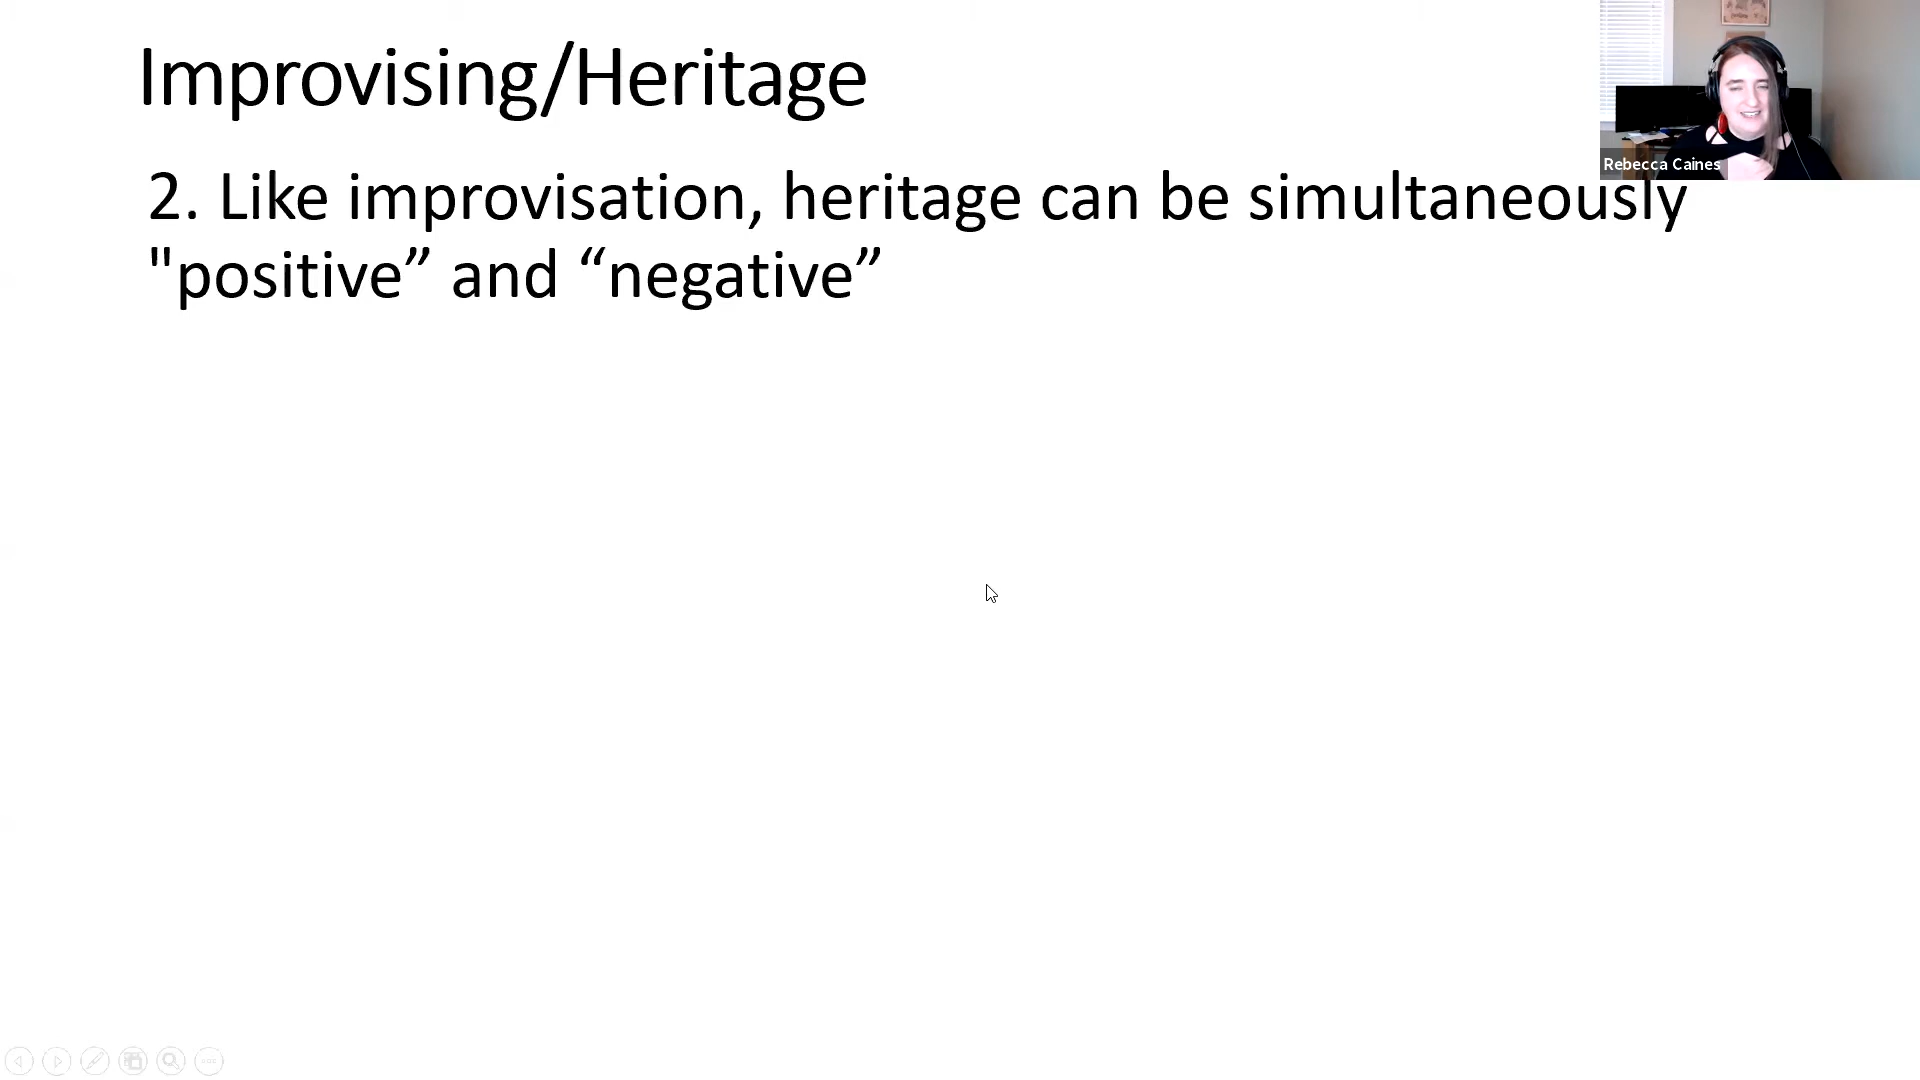 Improvising/Heritage
Rebecca Caines
2. Like improvisation, heritage can be simultaneously
"positive” and “negative”